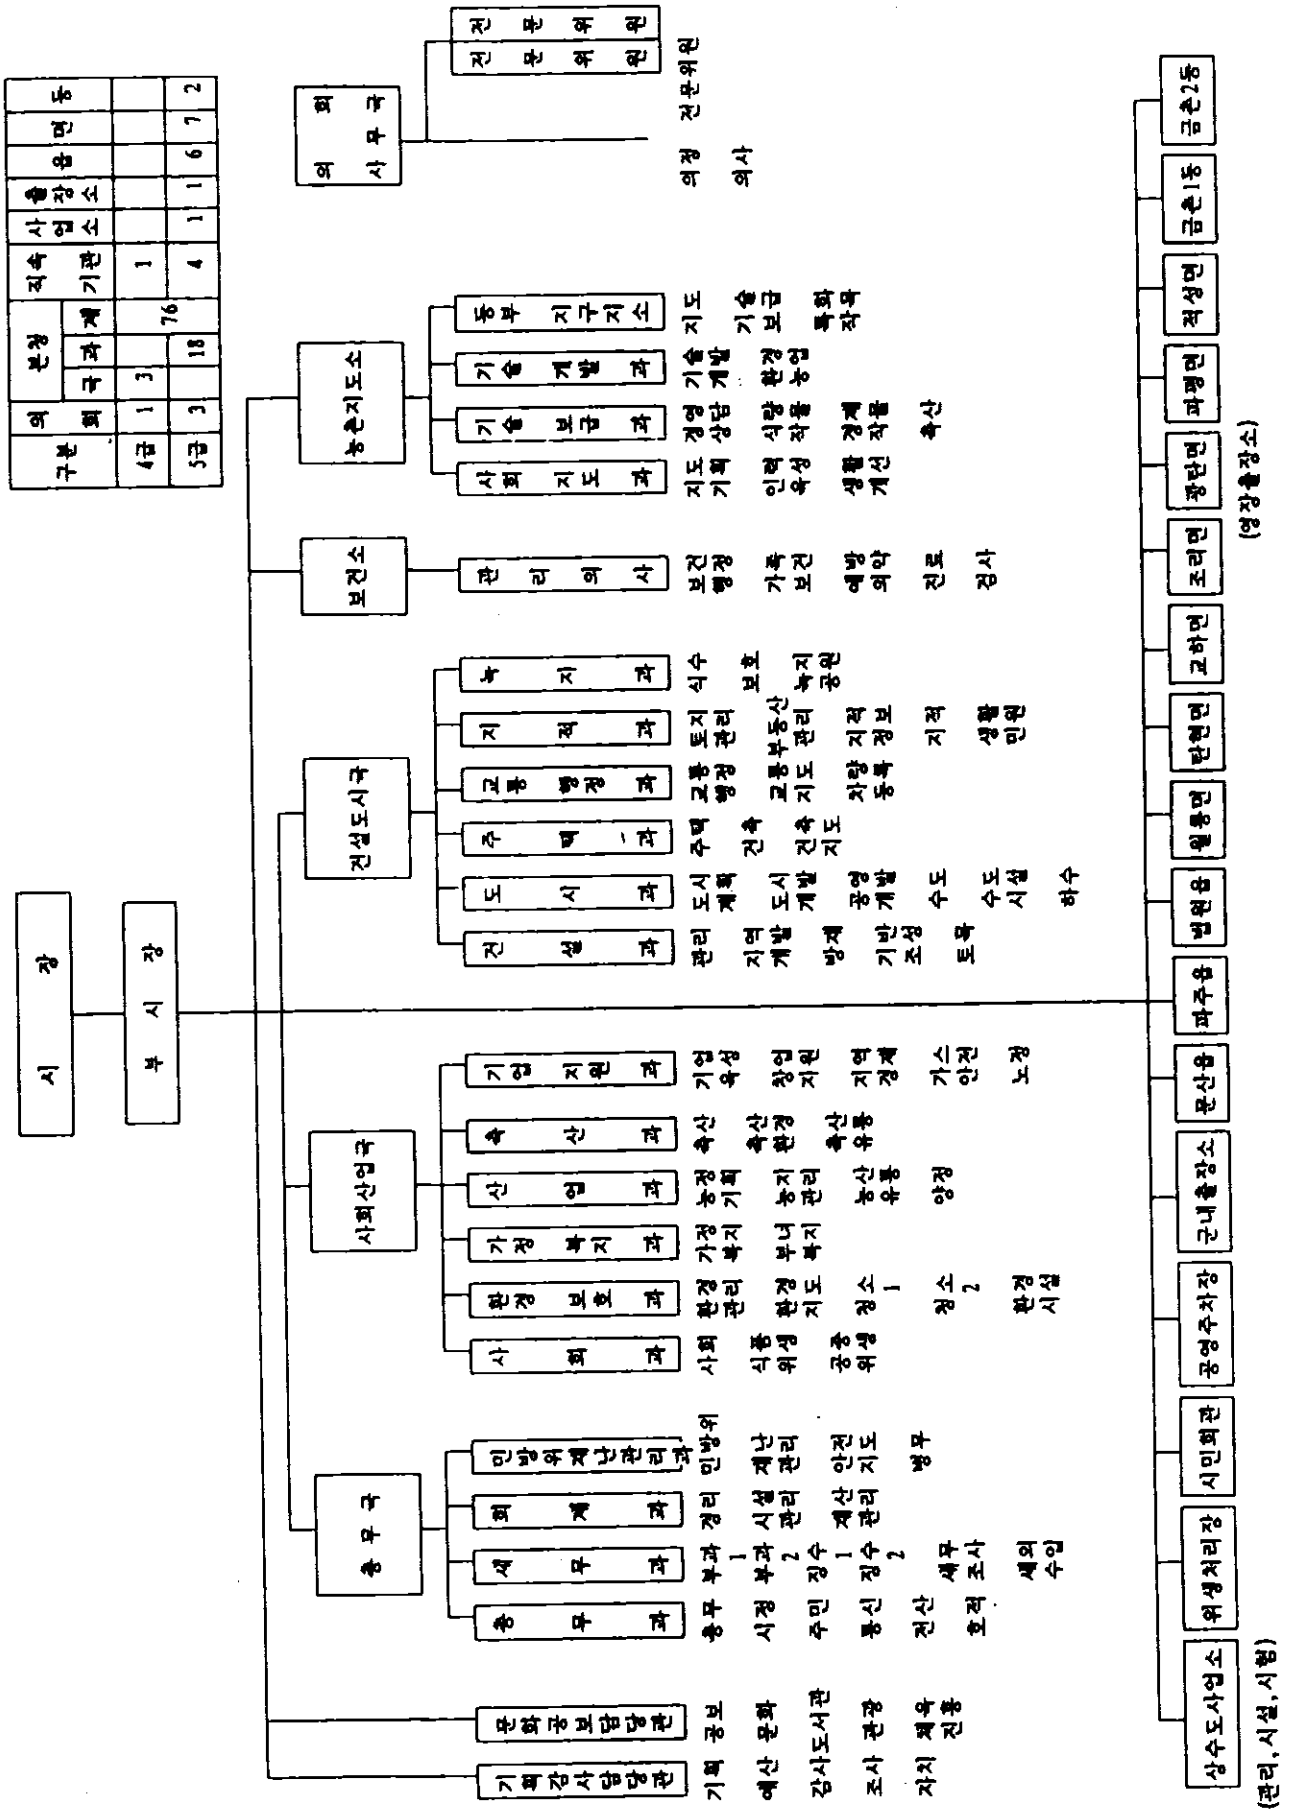 구분 의회 본청 직속기관 사업소 출장소 읍 면 동
국 과 계
4급 1 3 1
5급 3 18 76 4 1 1 6 7 2
시 장
부 시 장
의회사무국
전문위원
전문위원
의정 의사 전문위원
기획감사담당관
기획 예산 감사 조사 자치
문화공보담당관
공보 문화 도서관 관광 체육진흥
총무국
총무과
총무 시정 주민 통신 전산 호적
세무과
부과1 부과2 징수1 징수2 세무조사 세외수입
회계과
경리 시설관리 재산관리
민방위재난관리과
민방위 재난관리 안전지도 병무
사회산업국
사회과
사회 식품위생 공중위생
환경보호과
환경관리 환경지도 청소1 청소2 환경시설
가정복지과
가정복지 부녀복지
산업과
농정기획 농지관리 농산유통 양정
축산과
축산 축산환경 축산유통
기업지원과
기업육성 창업지원 지역경제 가스안전 노정
건설도시국
건설과
관리 지역개발 방재 기반조성 토목
도시과
도시계획 도시개발 공영개발 수도 수도시설 하수
주택과
주택 건축 건축지도
교통행정과
교통행정 교통지도 차량등록
지적과
토지관리 부동산관리 지적정보 지적 생활민원
녹지과
식수 보호 녹지공원
보건소
관리의사
보건행정 가족보건 예방의약 진료 검사
농촌지도소
사회지도과
지도기획 인력육성 생활개선
기술보급과
경영상담 식량작물 경제작물 축산
기술개발과
기술개발 환경농업
동부지구지소
지도 기술보급 특화작목
상수도사업소
(관리,시설,시험)
위생처리장
시민회관
공영주차장
군내출장소
문산읍
파주읍
법원읍
월롱면
탄현면
교하면
조리면
광탄면
(영장출장소)
파평면
적성면
금촌1동
금촌2동